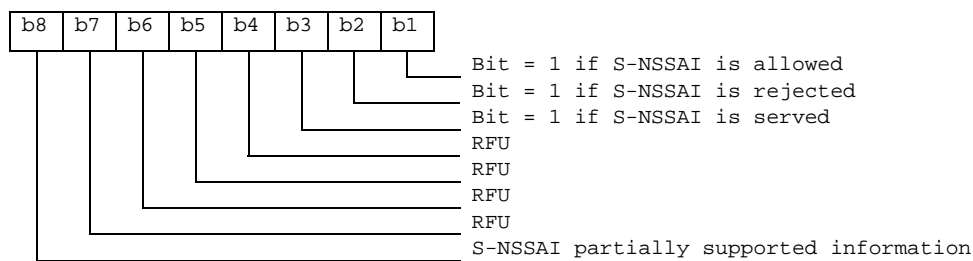 b8 b7 b6 b5 b4 b3 b2 b1
Bit = 1 if S-NSSAI is allowed
Bit = 1 if S-NSSAI is rejected
Bit = 1 if S-NSSAI is served
RFU
RFU
RFU
RFU
S-NSSAI partially supported information